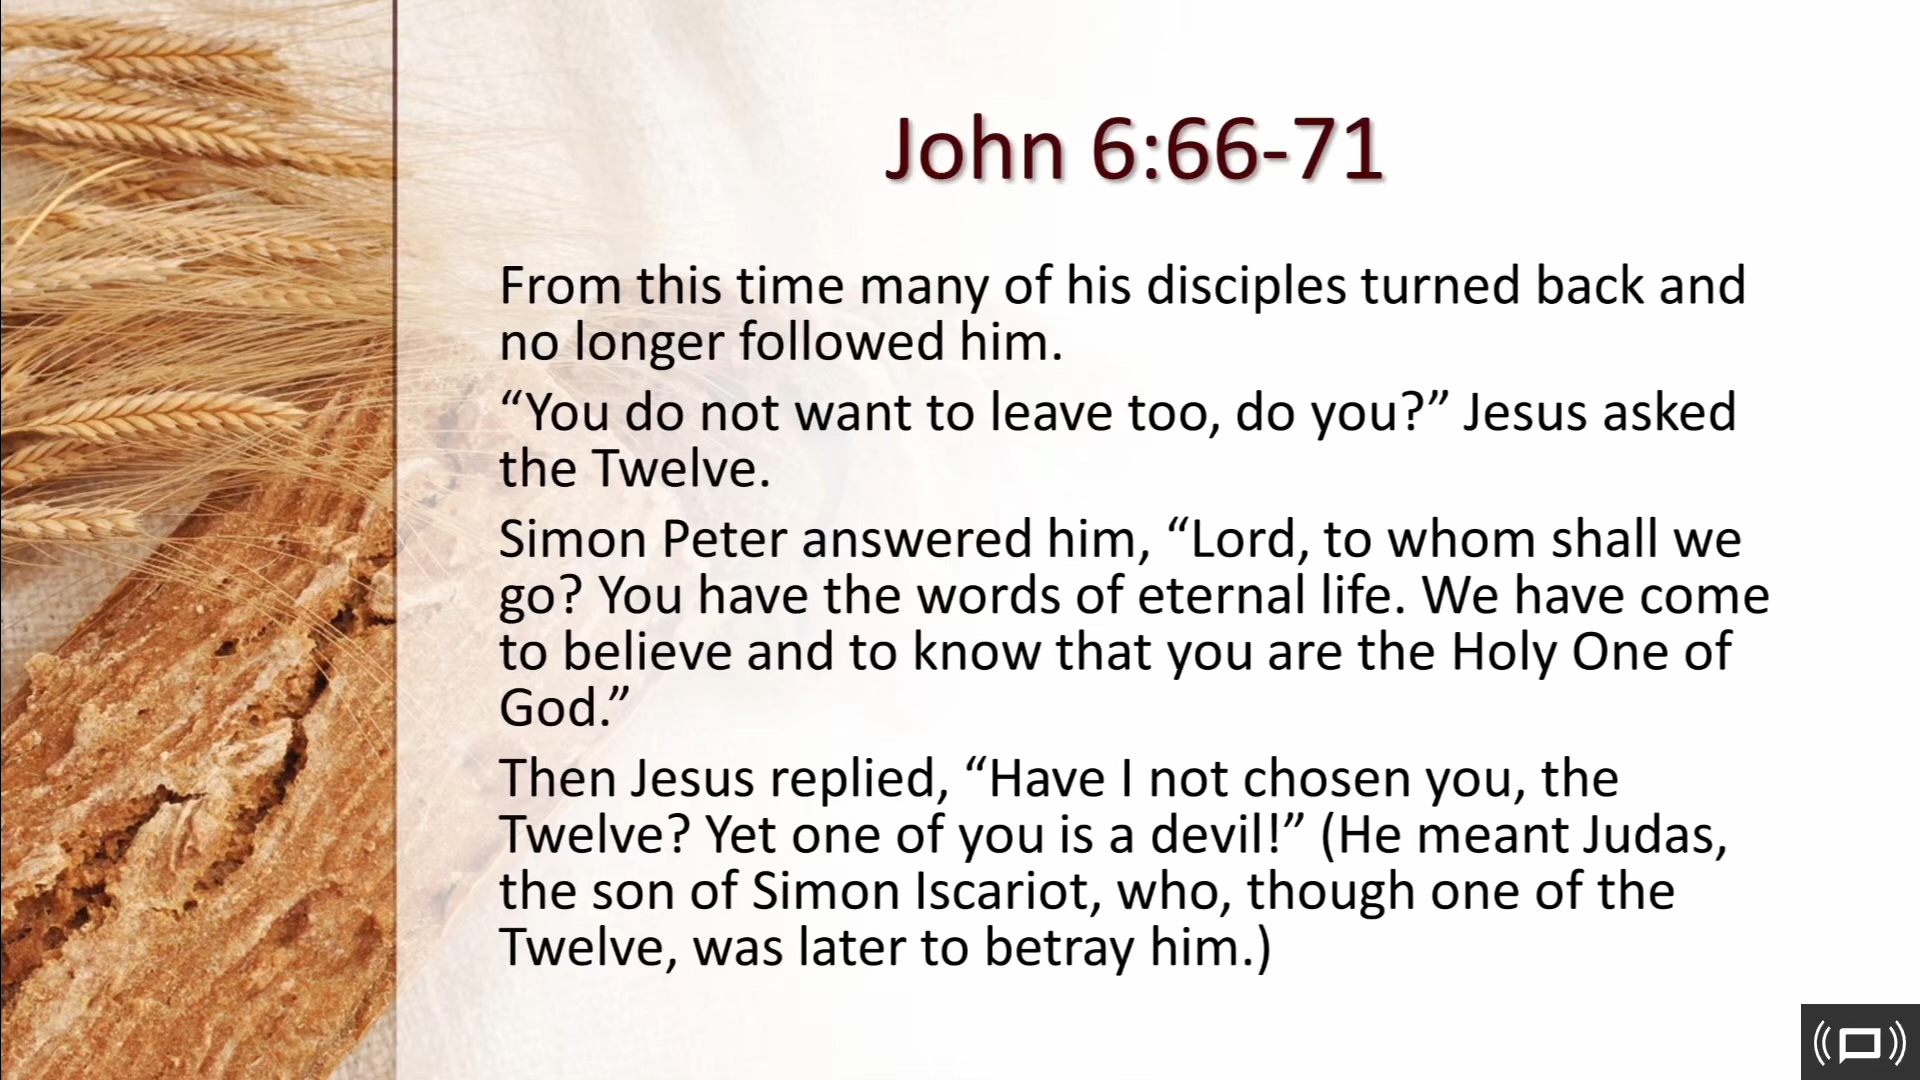 John 6:66-71
From this time many of his disciples turned back and
no longer followed him.
“You do not want to leave too, do you?” Jesus asked
the Twelve.
Simon Peter answered him, “Lord, to whom shall we
go? You have the words of eternal life. We have come
to believe and to know that you are the Holy One of
God.”
Then Jesus replied, “Have I not chosen you, the
Twelve? Yet one of you is a devil!” (He meant Judas,
the son of Simon Iscariot, who, though one of the
Twelve, was later to betray him.)